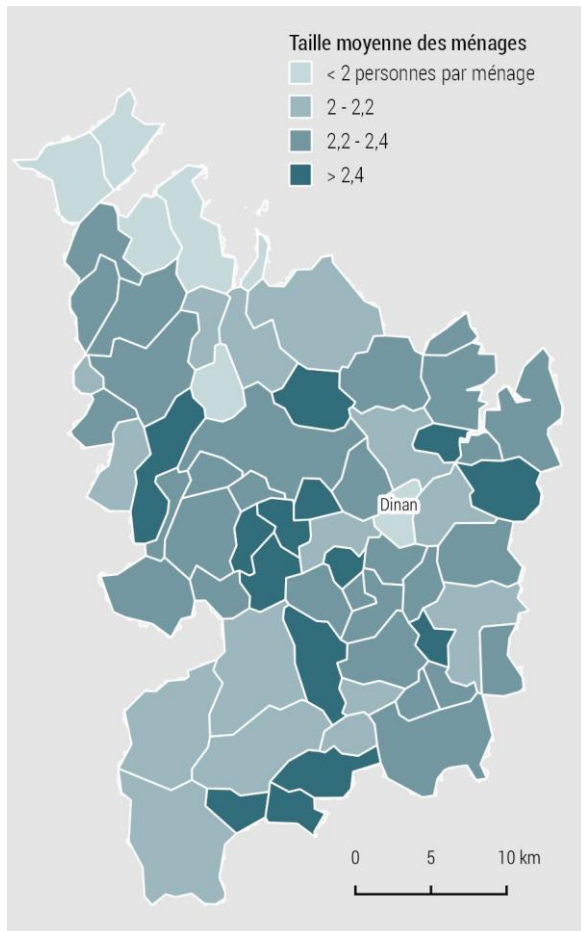 Taille moyenne des ménages
< 2 personnes par ménage
2 - 2,2
2,2 - 2,4
> 2,4
Dinan
0 5 10 km